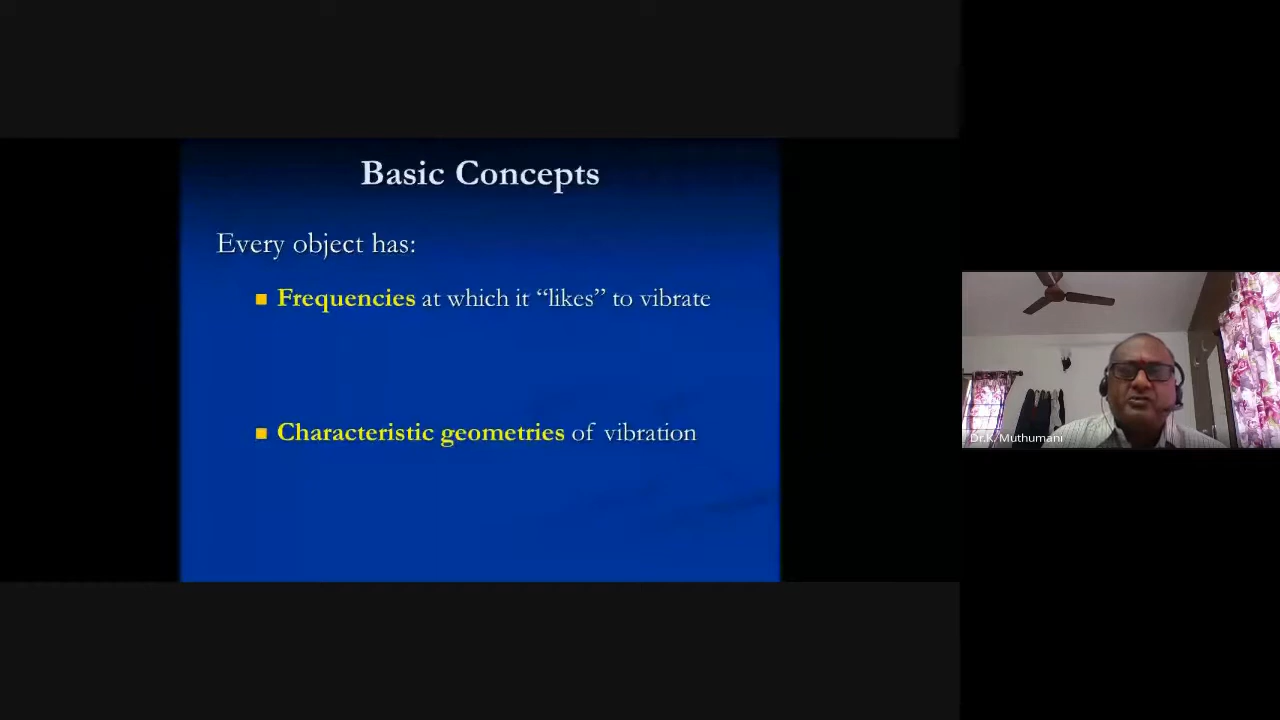 Basic Concepts
Every object has:
■ Frequencies at which it “likes” to vibrate
■ Characteristic geometries of vibration
Dr.K. Muthumani